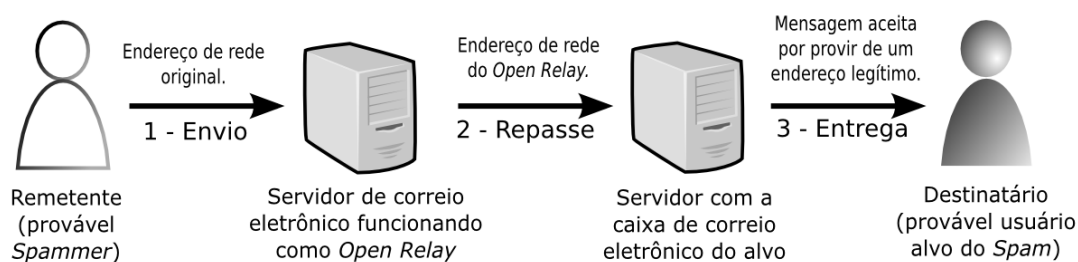 Endereço de rede
original.
1 - Envio
Endereço de rede
do Open Relay.
2 - Repasse
Mensagem aceita
por provir de um
endereço legítimo.
3 - Entrega
Remetente
(provável
Spammer)
Servidor de correio
eletrônico funcionando
como Open Relay
Servidor com a
caixa de correio
eletrônico do alvo
Destinatário
(provável usuário
alvo do Spam)